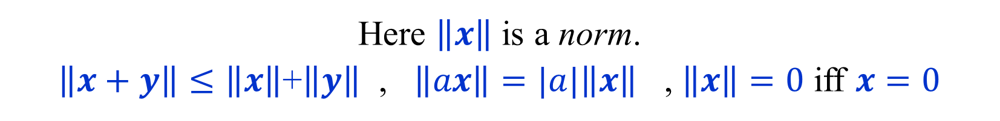 Here ‖x‖ is a norm.
‖x + y‖ ≤ ‖x‖+‖y‖ , ‖ax‖ = |a|‖x‖ , ‖x‖ = 0 iff x = 0